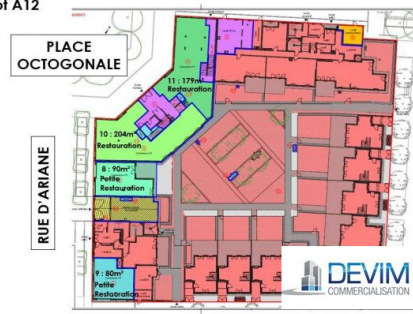 ot A12
PLACE
OCTOGONALE
11 : 179m²
Restauration
10 : 204m²
Restauration
8 : 90m²
Petite
Restauration
RUE D'ARIANE
9 : 80m²
Petite
Restauration
DEVIM
COMMERCIALISATION